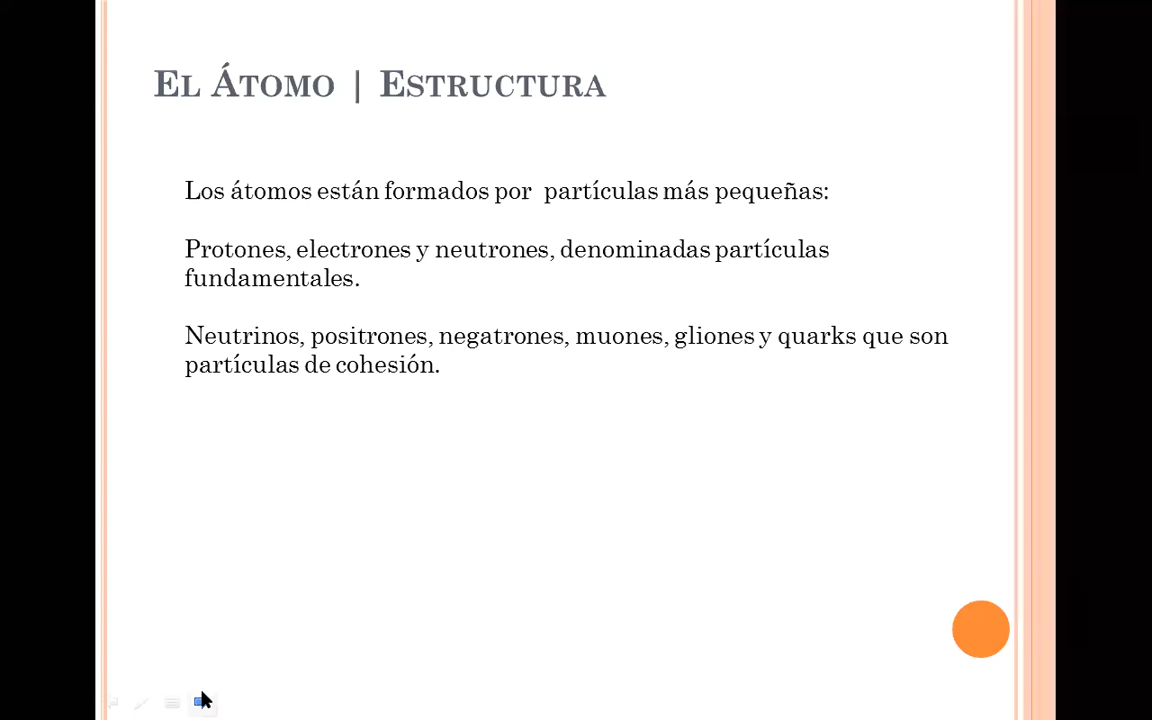 El Átomo | Estructura
Los átomos están formados por partículas más pequeñas:
Protones, electrones y neutrones, denominadas partículas
fundamentales.
Neutrinos, positrones, negatrones, muones, gliones y quarks que son
partículas de cohesión.